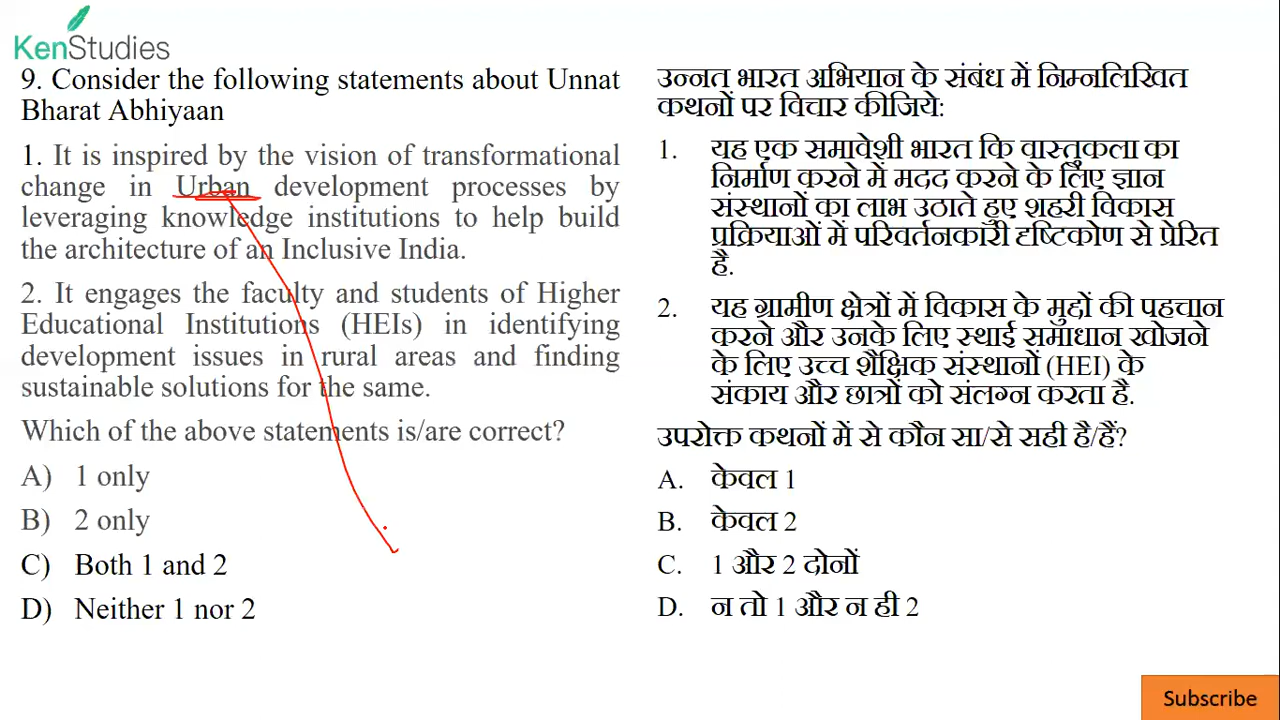 KenStudies
9. Consider the following statements about Unnat
Bharat Abhiyaan
1. It is inspired by the vision of transformational
change in Urban development processes by
leveraging knowledge institutions to help build
the architecture of an Inclusive India.
2. It engages the faculty and students of Higher
Educational Institutions (HEIs) in identifying
development issues in rural areas and finding
sustainable solutions for the same.
Which of the above statements is/are correct?
A) 1 only
B) 2 only
C) Both 1 and 2
D) Neither 1 nor 2
उन्नत भारत अभियान के संबंध में निम्नलिखित
कथनों पर विचार कीजिये:
1. यह एक समावेशी भारत कि वास्तुकला का
निर्माण करने में मदद करने के लिए ज्ञान
संस्थानों का लाभ उठाते हुए शहरी विकास
प्रक्रियाओं में परिवर्तनकारी दृष्टिकोण से प्रेरित
है.
2. यह ग्रामीण क्षेत्रों में विकास के मुद्दों की पहचान
करने और उनके लिए स्थाई समाधान खोजने
के लिए उच्च शैक्षिक संस्थानों (HEI) के
संकाय और छात्रों को संलग्न करता है.
उपरोक्त कथनों में से कौन सा/से सही है/हैं?
A. केवल 1
B. केवल 2
C. 1 और 2 दोनों
D. न तो 1 और न ही 2
Subscribe